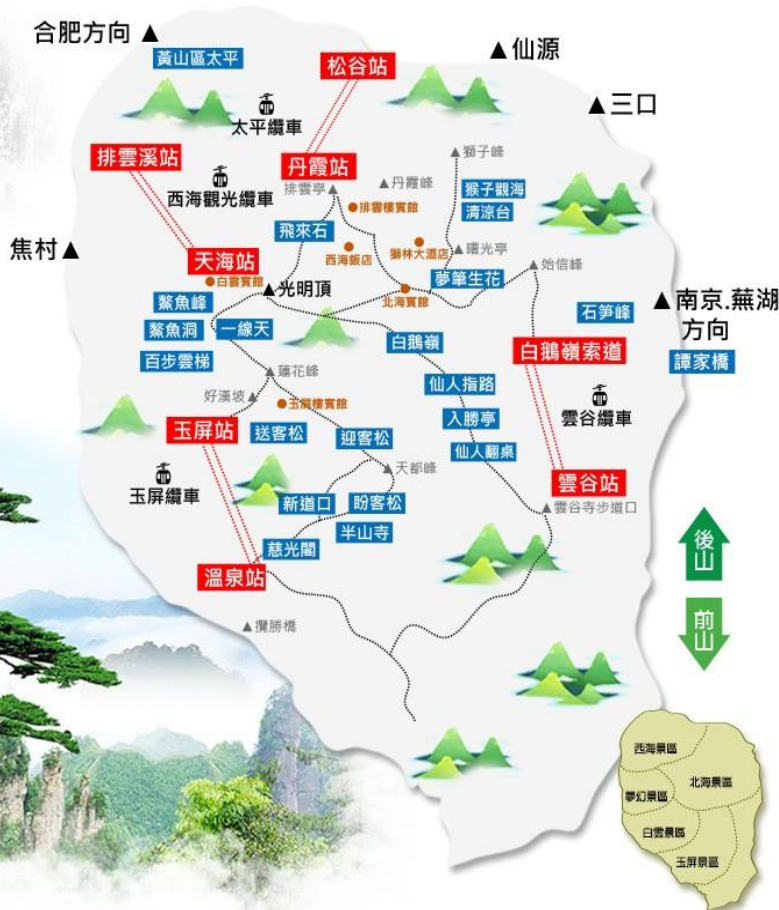 合肥方向
黃山區太平
松谷站
仙源
三口
太平纜車
排雲溪站
西海觀光纜車
丹霞站
排雲亭
丹霞峰
獅子峰
猴子觀海
清涼台
排雲樓賓館
飛來石
西海飯店
獅林大酒店
曙光亭
焦村
天海站
白雲賓館
光明頂
北海賓館
夢筆生花
始信峰
鰲魚峰
鰲魚洞
一線天
百步雲梯
石笋峰
南京.蕪湖
方向
白鵝嶺
白鵝嶺索道
譚家橋
仙人指路
蓮花峰
好漢坡
玉屏樓賓館
入勝亭
雲谷纜車
玉屏站
送客松
迎客松
仙人翻桌
天都峰
雲谷站
玉屏纜車
新道口
盼客松
雲谷寺步道口
半山寺
慈光閣
溫泉站
後山
前山
攬勝橋
西海景區
北海景區
夢幻景區
白雲景區
玉屏景區